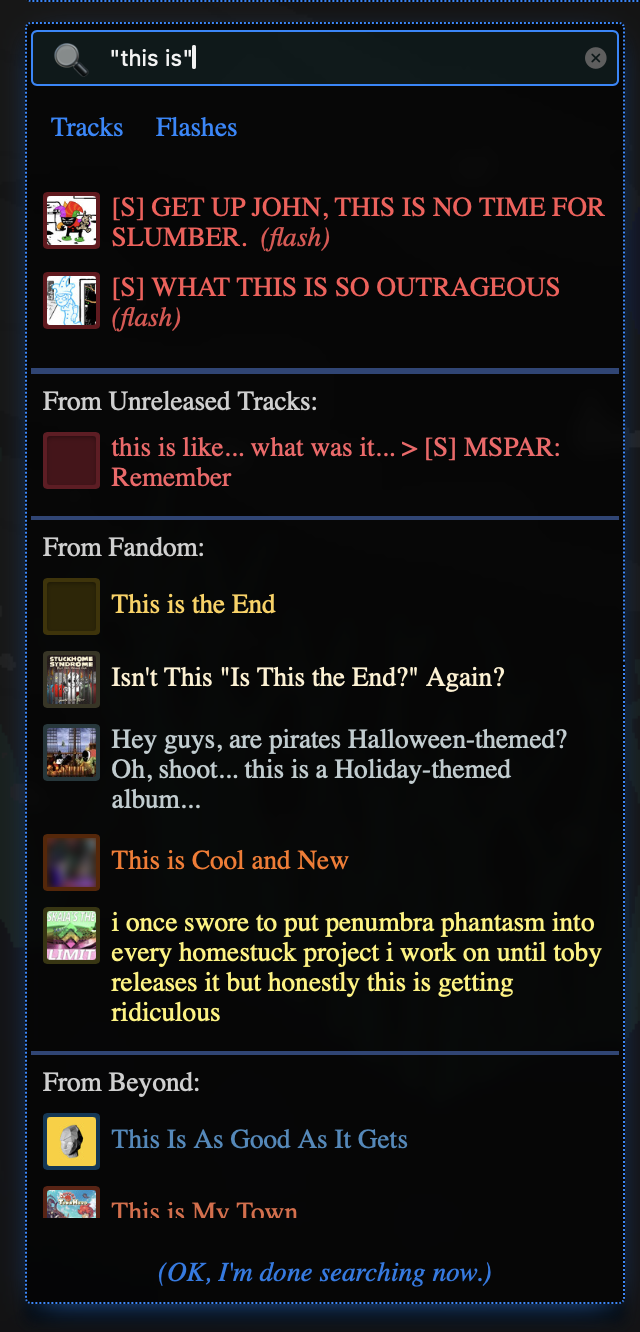 "this is"
Tracks Flashes
[S] GET UP JOHN, THIS IS NO TIME FOR
SLUMBER. (flash)
[S] WHAT THIS IS SO OUTRAGEOUS
(flash)
From Unreleased Tracks:
this is like... what was it... > [S] MSPAR:
Remember
From Fandom:
This is the End
STUCKHOME
SYNDROME
Isn't This "Is This the End?" Again?
Hey guys, are pirates Halloween-themed?
Oh, shoot... this is a Holiday-themed
album...
This is Cool and New
LIMIT
i once swore to put penumbra phantasm into
every homestuck project i work on until toby
releases it but honestly this is getting
ridiculous
From Beyond:
This Is As Good As It Gets
This is My Town
(OK, I'm done searching now.)